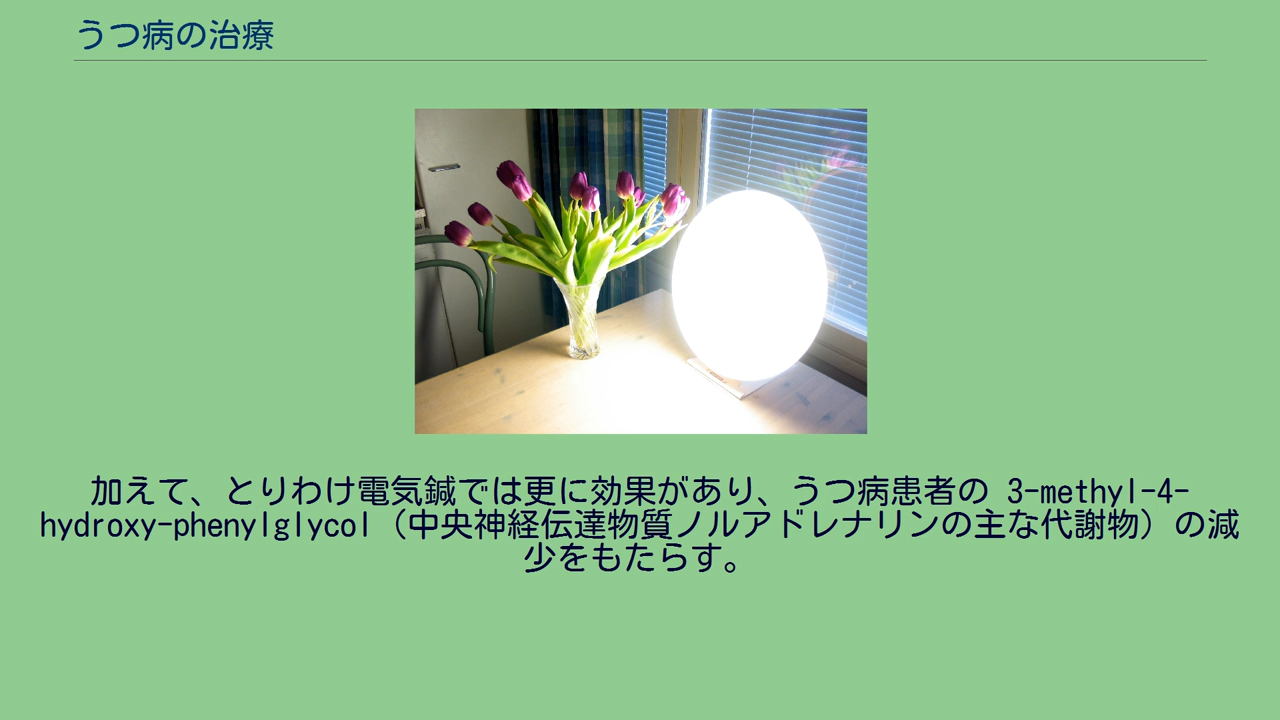 うつ病の治療
加えて、とりわけ電気鍼では更に効果があり、うつ病患者の 3-methyl-4-
hydroxy-phenylglycol（中央神経伝達物質ノルアドレナリンの主な代謝物）の減
少をもたらす。